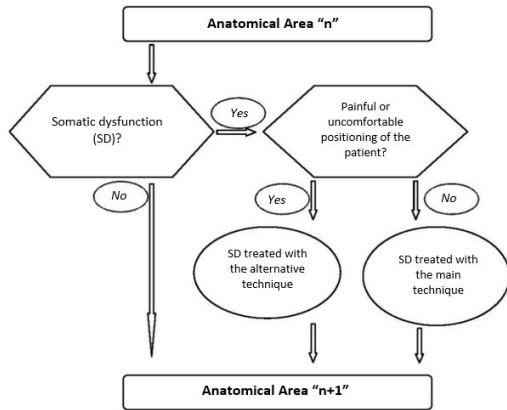 Anatomical Area “n”
Somatic dysfunction
(SD)?
Yes
Painful or
uncomfortable
positioning of the
patient?
No
Yes
No
SD treated with
the alternative
technique
SD treated with
the main
technique
Anatomical Area “n+1”